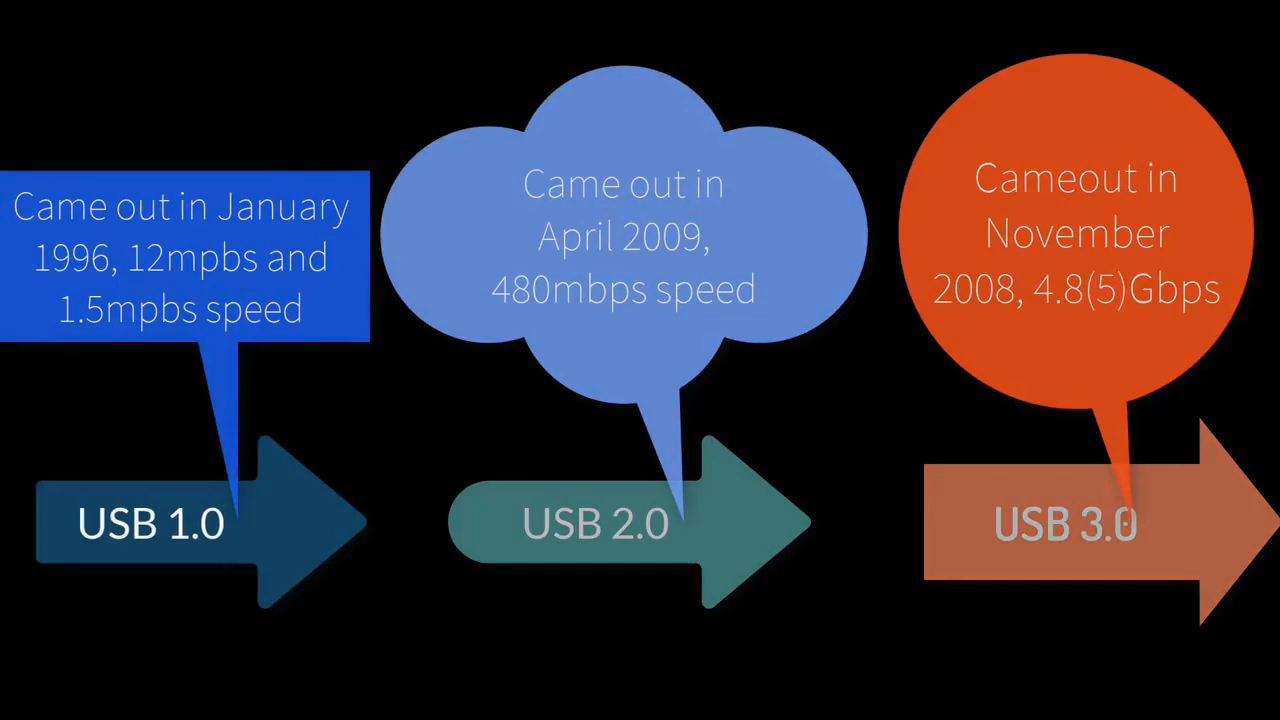 Came out in January
1996, 12mpbs and
1.5mpbs speed
Came out in
April 2009,
480mbps speed
Cameout in
November
2008, 4.8(5)Gbps
USB 1.0
USB 2.0
USB 3.0